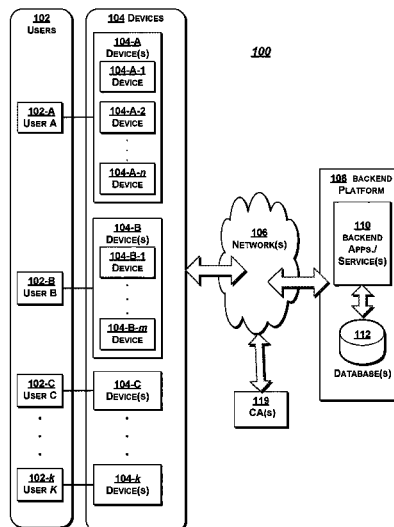 102
USERS
104 DEVICES
100
104-A
DEVICE(S)
104-A-1
DEVICE
102-A
USER A
104-A-2
DEVICE
104-A-n
DEVICE
108 BACKEND
PLATFORM
106
NETWORK(S)
110
BACKEND
APPS./
SERVICE(S)
104-B
DEVICE(S)
104-B-1
DEVICE
102-B
USER B
104-B-m
DEVICE
112
DATABASE(S)
102-C
USER C
104-C
DEVICE(S)
119
CA(S)
102-k
USER K
104-k
DEVICE(S)